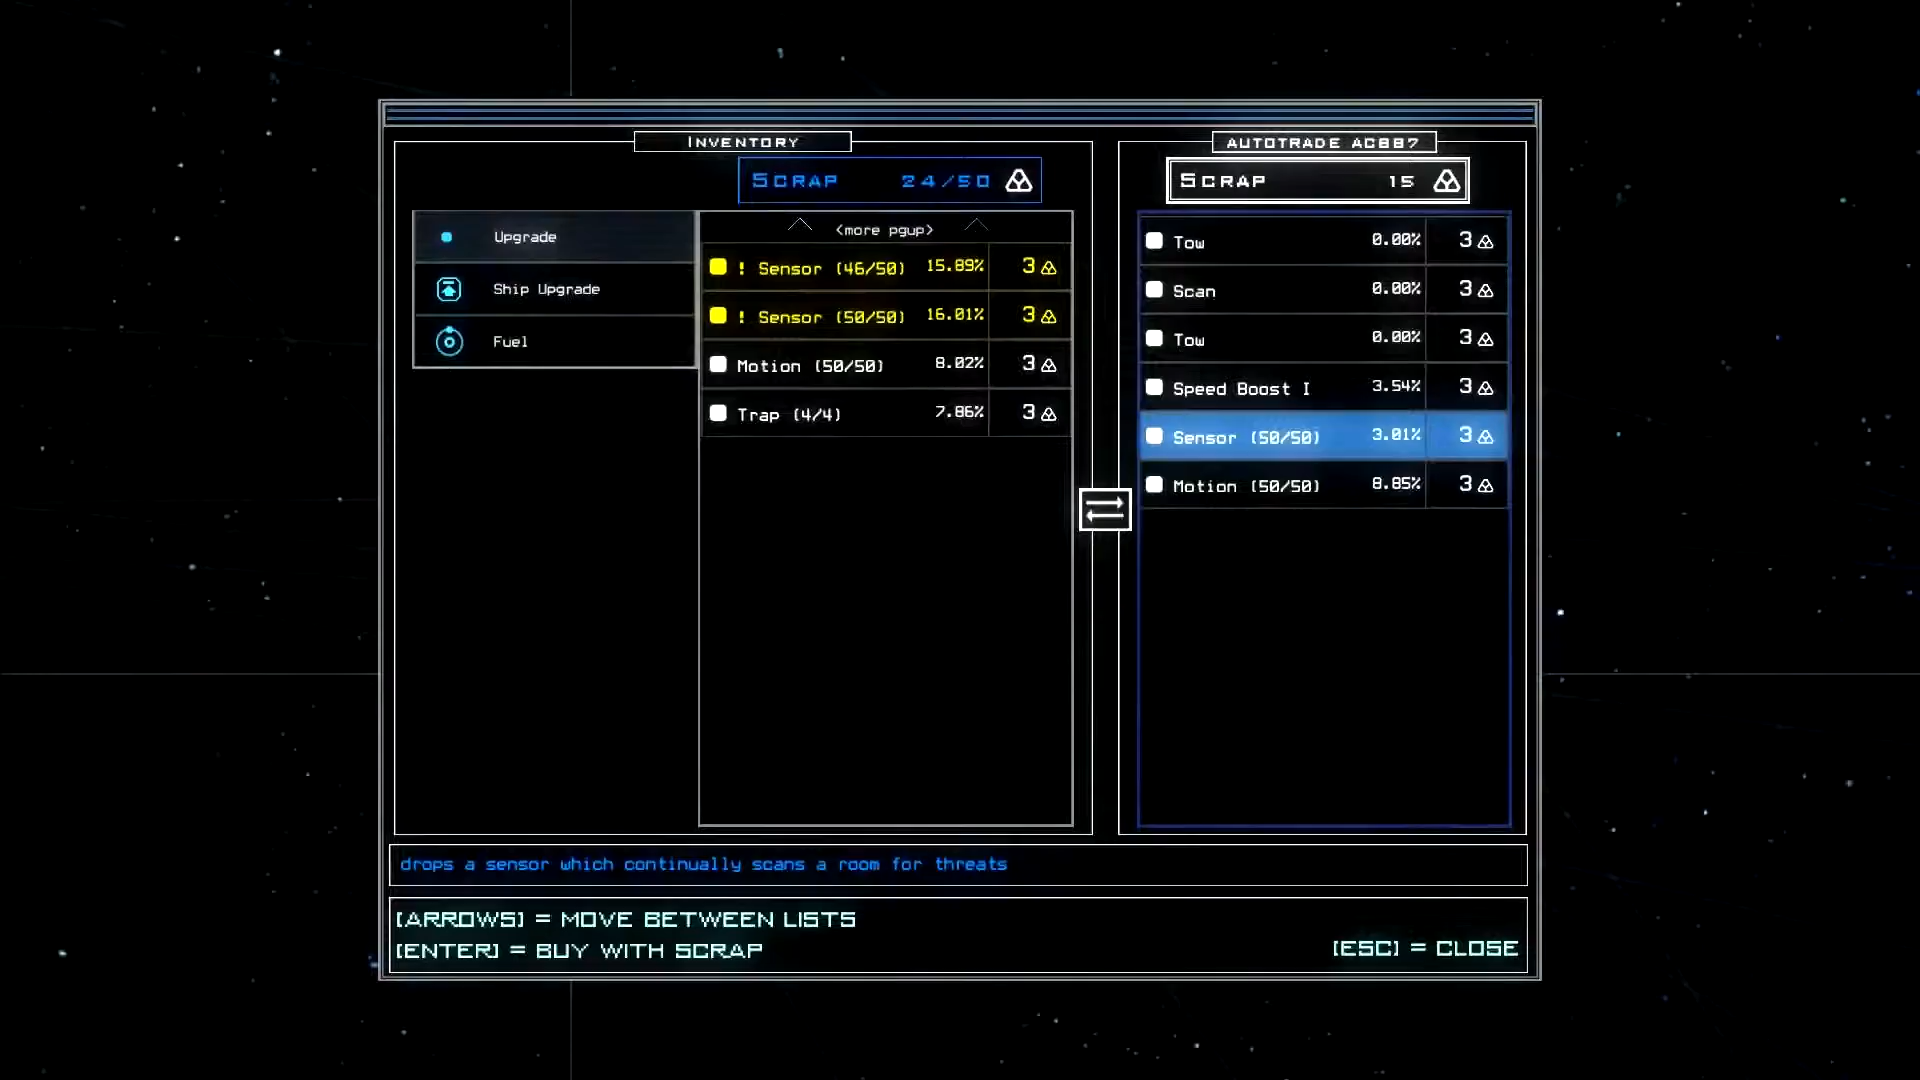 INVENTORY
SCRAP 24/50
Upgrade
Ship Upgrade
Fuel
<more pgup>
! Sensor (46/50) 15.89% 3
! Sensor (50/50) 16.01% 3
Motion (50/50) 8.02% 3
Trap (4/4) 7.86% 3
AUTOTRADE AC887
SCRAP 15
Tow 0.00% 3
Scan 0.00% 3
Tow 0.00% 3
Speed Boost I 3.54% 3
Sensor (50/50) 3.01% 3
Motion (50/50) 8.85% 3
drops a sensor which continually scans a room for threats
[ARROWS] = MOVE BETWEEN LISTS
[ENTER] = BUY WITH SCRAP
[ESC] = CLOSE